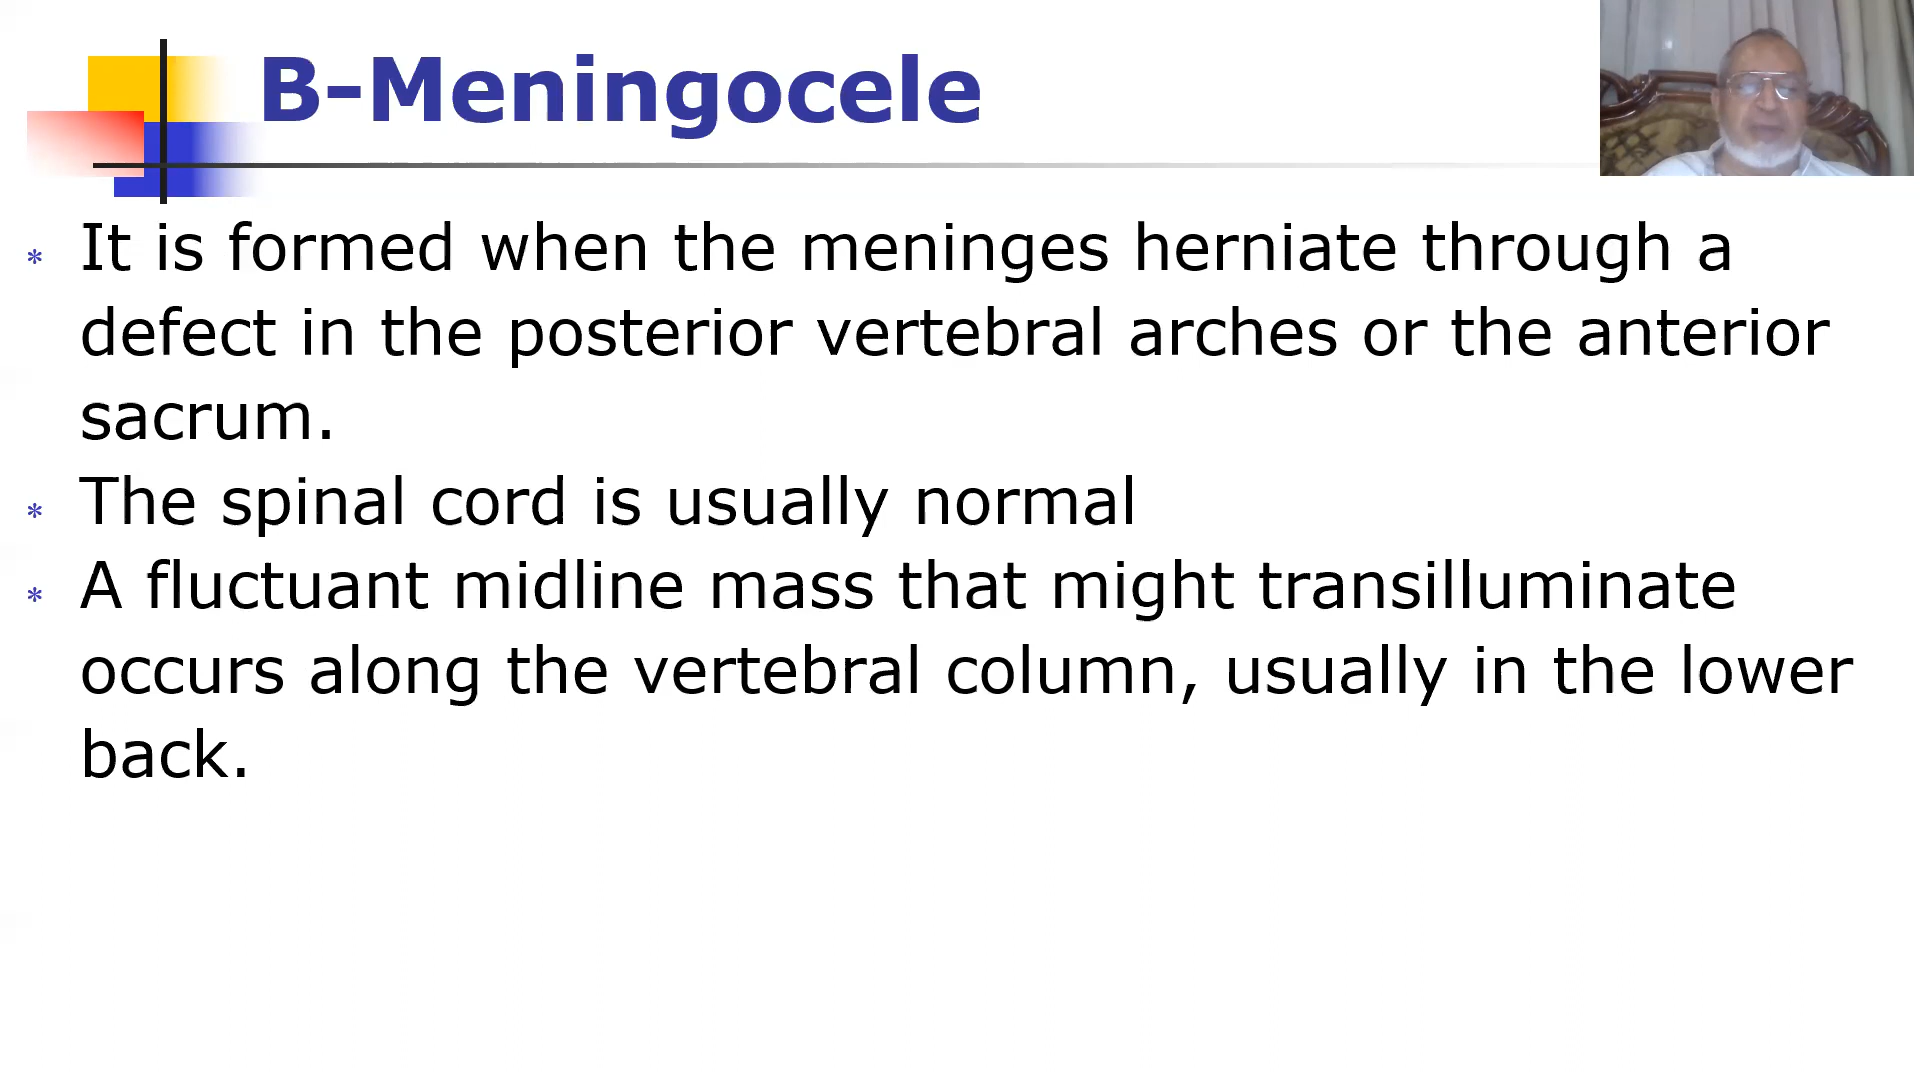 B-Meningocele
* It is formed when the meninges herniate through a
defect in the posterior vertebral arches or the anterior
sacrum.
* The spinal cord is usually normal
* A fluctuant midline mass that might transilluminate
occurs along the vertebral column, usually in the lower
back.